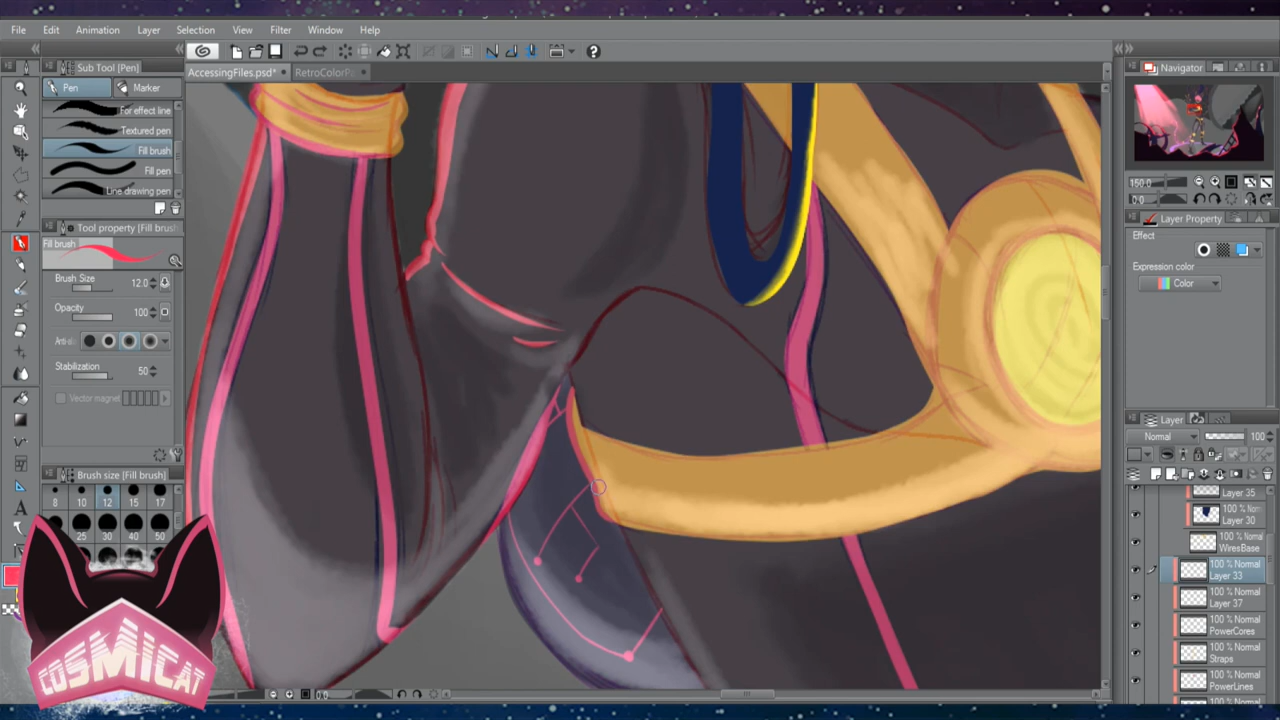 File Edit Animation Layer Selection View Filter Window Help
Sub Tool [Pen]
Pen Marker
For effect line
Textured pen
Fill brush
Fill pen
Line drawing pen
Tool property [Fill brush
Fill brush
Brush Size 12.0
Opacity 100
Stabilization 50
Vector magnet
Brush size [Fill brush]
8 10 12 15 17
25 30 40 50
AccessingFiles.psd*
0.0
Navigator
150.0
0.0
Layer Property
Effect
Expression color
Color
Layer
Normal 100
Layer 35
100 % Norm
Layer 30
100 % Normal
WiresBase
100 % Normal
Layer 33
100 % Normal
Layer 37
100 % Normal
PowerCores
100 % Normal
Straps
100 % Normal
PowerLines
100 % Normal
COSMICAT